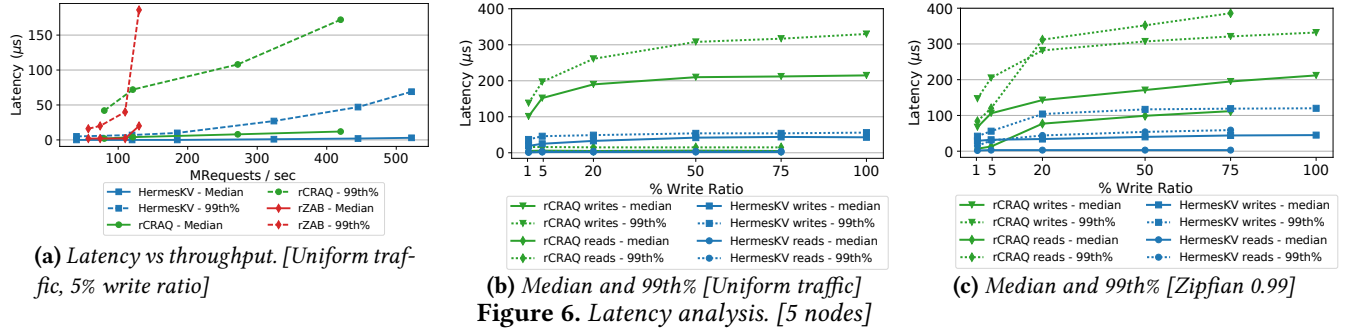 150
100
50
0
Latency (µs)
100 200 300 400 500
MRequests / sec
HermesKV - Median
HermesKV - 99th%
rCRAQ - Median
rCRAQ - 99th%
rZAB - Median
rZAB - 99th%
(a) Latency vs throughput. [Uniform traf-
fic, 5% write ratio]
400
300
200
100
0
Latency (µs)
1 5 20 50 75 100
% Write Ratio
rCRAQ writes - median
rCRAQ writes - 99th%
rCRAQ reads - median
rCRAQ reads - 99th%
HermesKV writes - median
HermesKV writes - 99th%
HermesKV reads - median
HermesKV reads - 99th%
(b) Median and 99th% [Uniform traffic]
400
300
200
100
0
Latency (µs)
1 5 20 50 75 100
% Write Ratio
rCRAQ writes - median
rCRAQ writes - 99th%
rCRAQ reads - median
rCRAQ reads - 99th%
HermesKV writes - median
HermesKV writes - 99th%
HermesKV reads - median
HermesKV reads - 99th%
(c) Median and 99th% [Zipfian 0.99]
Figure 6. Latency analysis. [5 nodes]